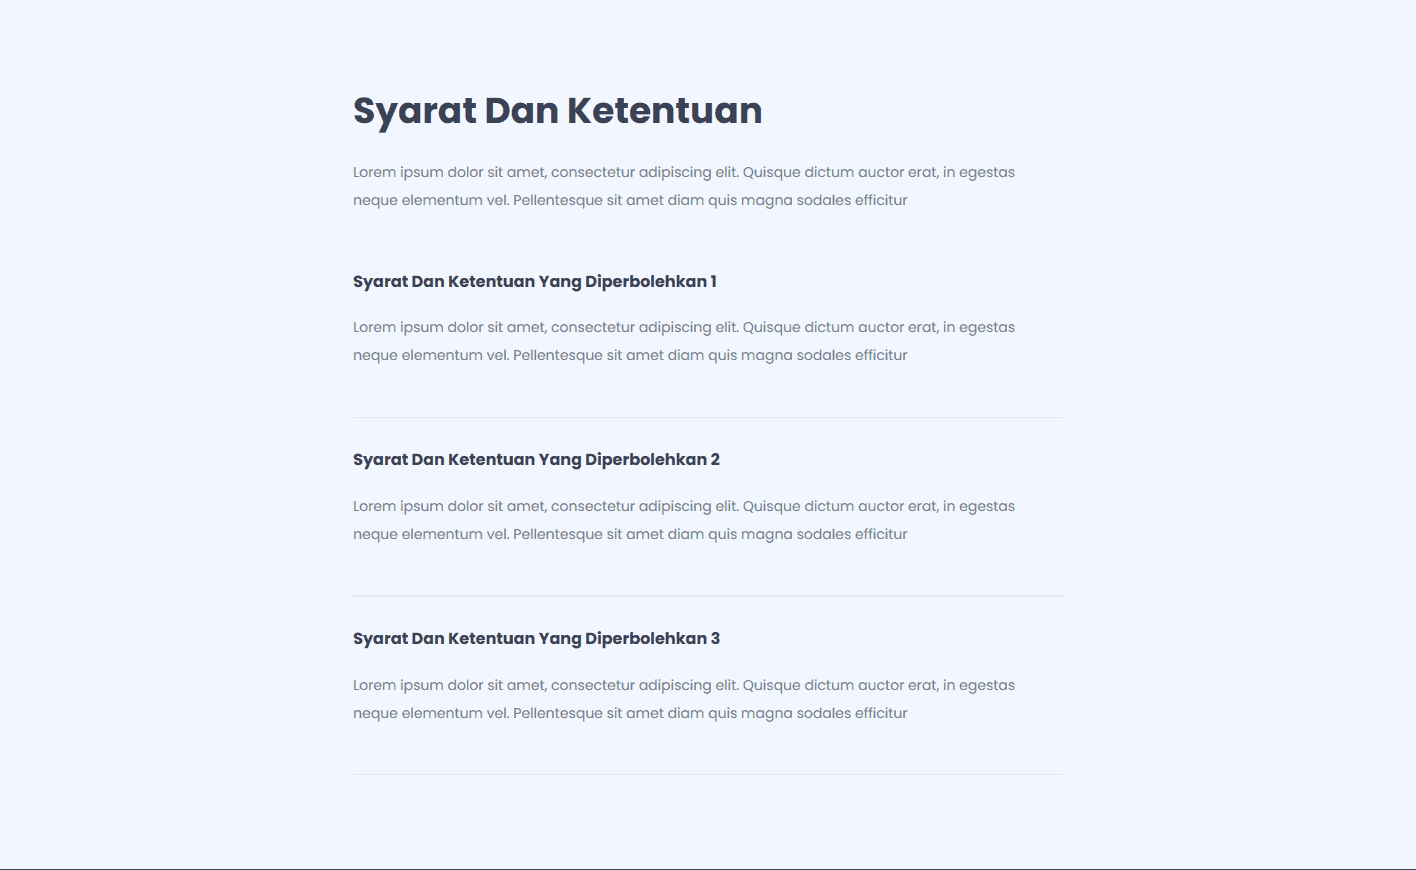 Syarat Dan Ketentuan
Lorem ipsum dolor sit amet, consectetur adipiscing elit. Quisque dictum auctor erat, in egestas
neque elementum vel. Pellentesque sit amet diam quis magna sodales efficitur
Syarat Dan Ketentuan Yang Diperbolehkan 1
Lorem ipsum dolor sit amet, consectetur adipiscing elit. Quisque dictum auctor erat, in egestas
neque elementum vel. Pellentesque sit amet diam quis magna sodales efficitur
Syarat Dan Ketentuan Yang Diperbolehkan 2
Lorem ipsum dolor sit amet, consectetur adipiscing elit. Quisque dictum auctor erat, in egestas
neque elementum vel. Pellentesque sit amet diam quis magna sodales efficitur
Syarat Dan Ketentuan Yang Diperbolehkan 3
Lorem ipsum dolor sit amet, consectetur adipiscing elit. Quisque dictum auctor erat, in egestas
neque elementum vel. Pellentesque sit amet diam quis magna sodales efficitur